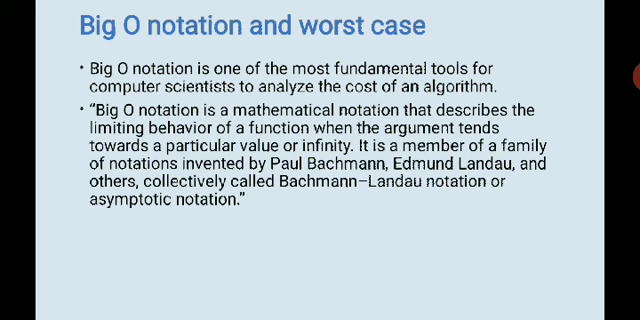 Big O notation and worst case
• Big O notation is one of the most fundamental tools for
computer scientists to analyze the cost of an algorithm.
• “Big O notation is a mathematical notation that describes the
limiting behavior of a function when the argument tends
towards a particular value or infinity. It is a member of a family
of notations invented by Paul Bachmann, Edmund Landau, and
others, collectively called Bachmann–Landau notation or
asymptotic notation.”